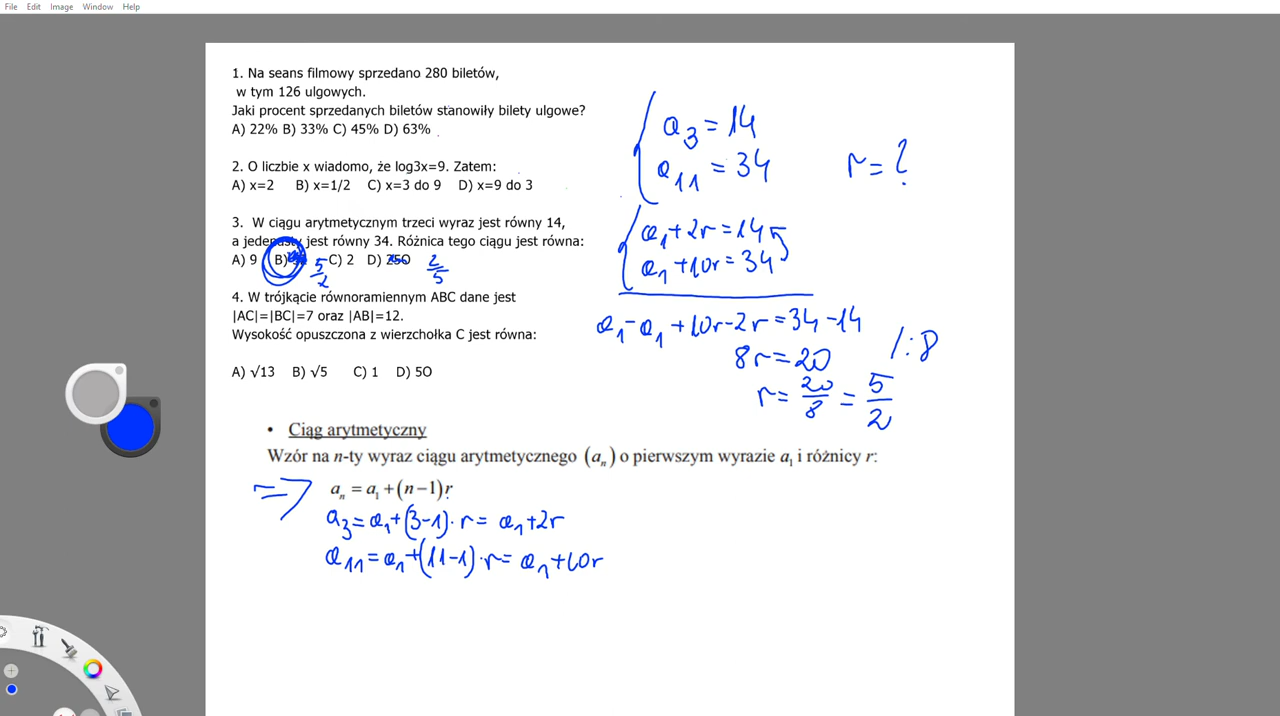 File Edit Image Window Help
1. Na seans filmowy sprzedano 280 biletów,
w tym 126 ulgowych.
Jaki procent sprzedanych biletów stanowiły bilety ulgowe?
A) 22% B) 33% C) 45% D) 63%
2. O liczbie x wiadomo, że log3x=9. Zatem:
A) x=2 B) x=1/2 C) x=3 do 9 D) x=9 do 3
3. W ciągu arytmetycznym trzeci wyraz jest równy 14,
a jedenasty jest równy 34. Różnica tego ciągu jest równa:
A) 9 B) 5/2 C) 2 D) 2/5
4. W trójkącie równoramiennym ABC dane jest
|AC|=|BC|=7 oraz |AB|=12.
Wysokość opuszczona z wierzchołka C jest równa:
A) √13 B) √5 C) 1 D) 5O
• Ciąg arytmetyczny
Wzór na n-ty wyraz ciągu arytmetycznego (aₙ) o pierwszym wyrazie a₁ i różnicy r:
=> aₙ = a₁ + (n−1)r
a₃ = a₁+(3−1)·r = a₁+2r
a₁₁ = a₁+(11−1)·r = a₁+10r
a₃ = 14
a₁₁ = 34 r = ?
a₁+2r=14
a₁+10r=34
a₁−a₁+10r−2r=34−14
8r=20 /:8
r= 20/8 = 5/2